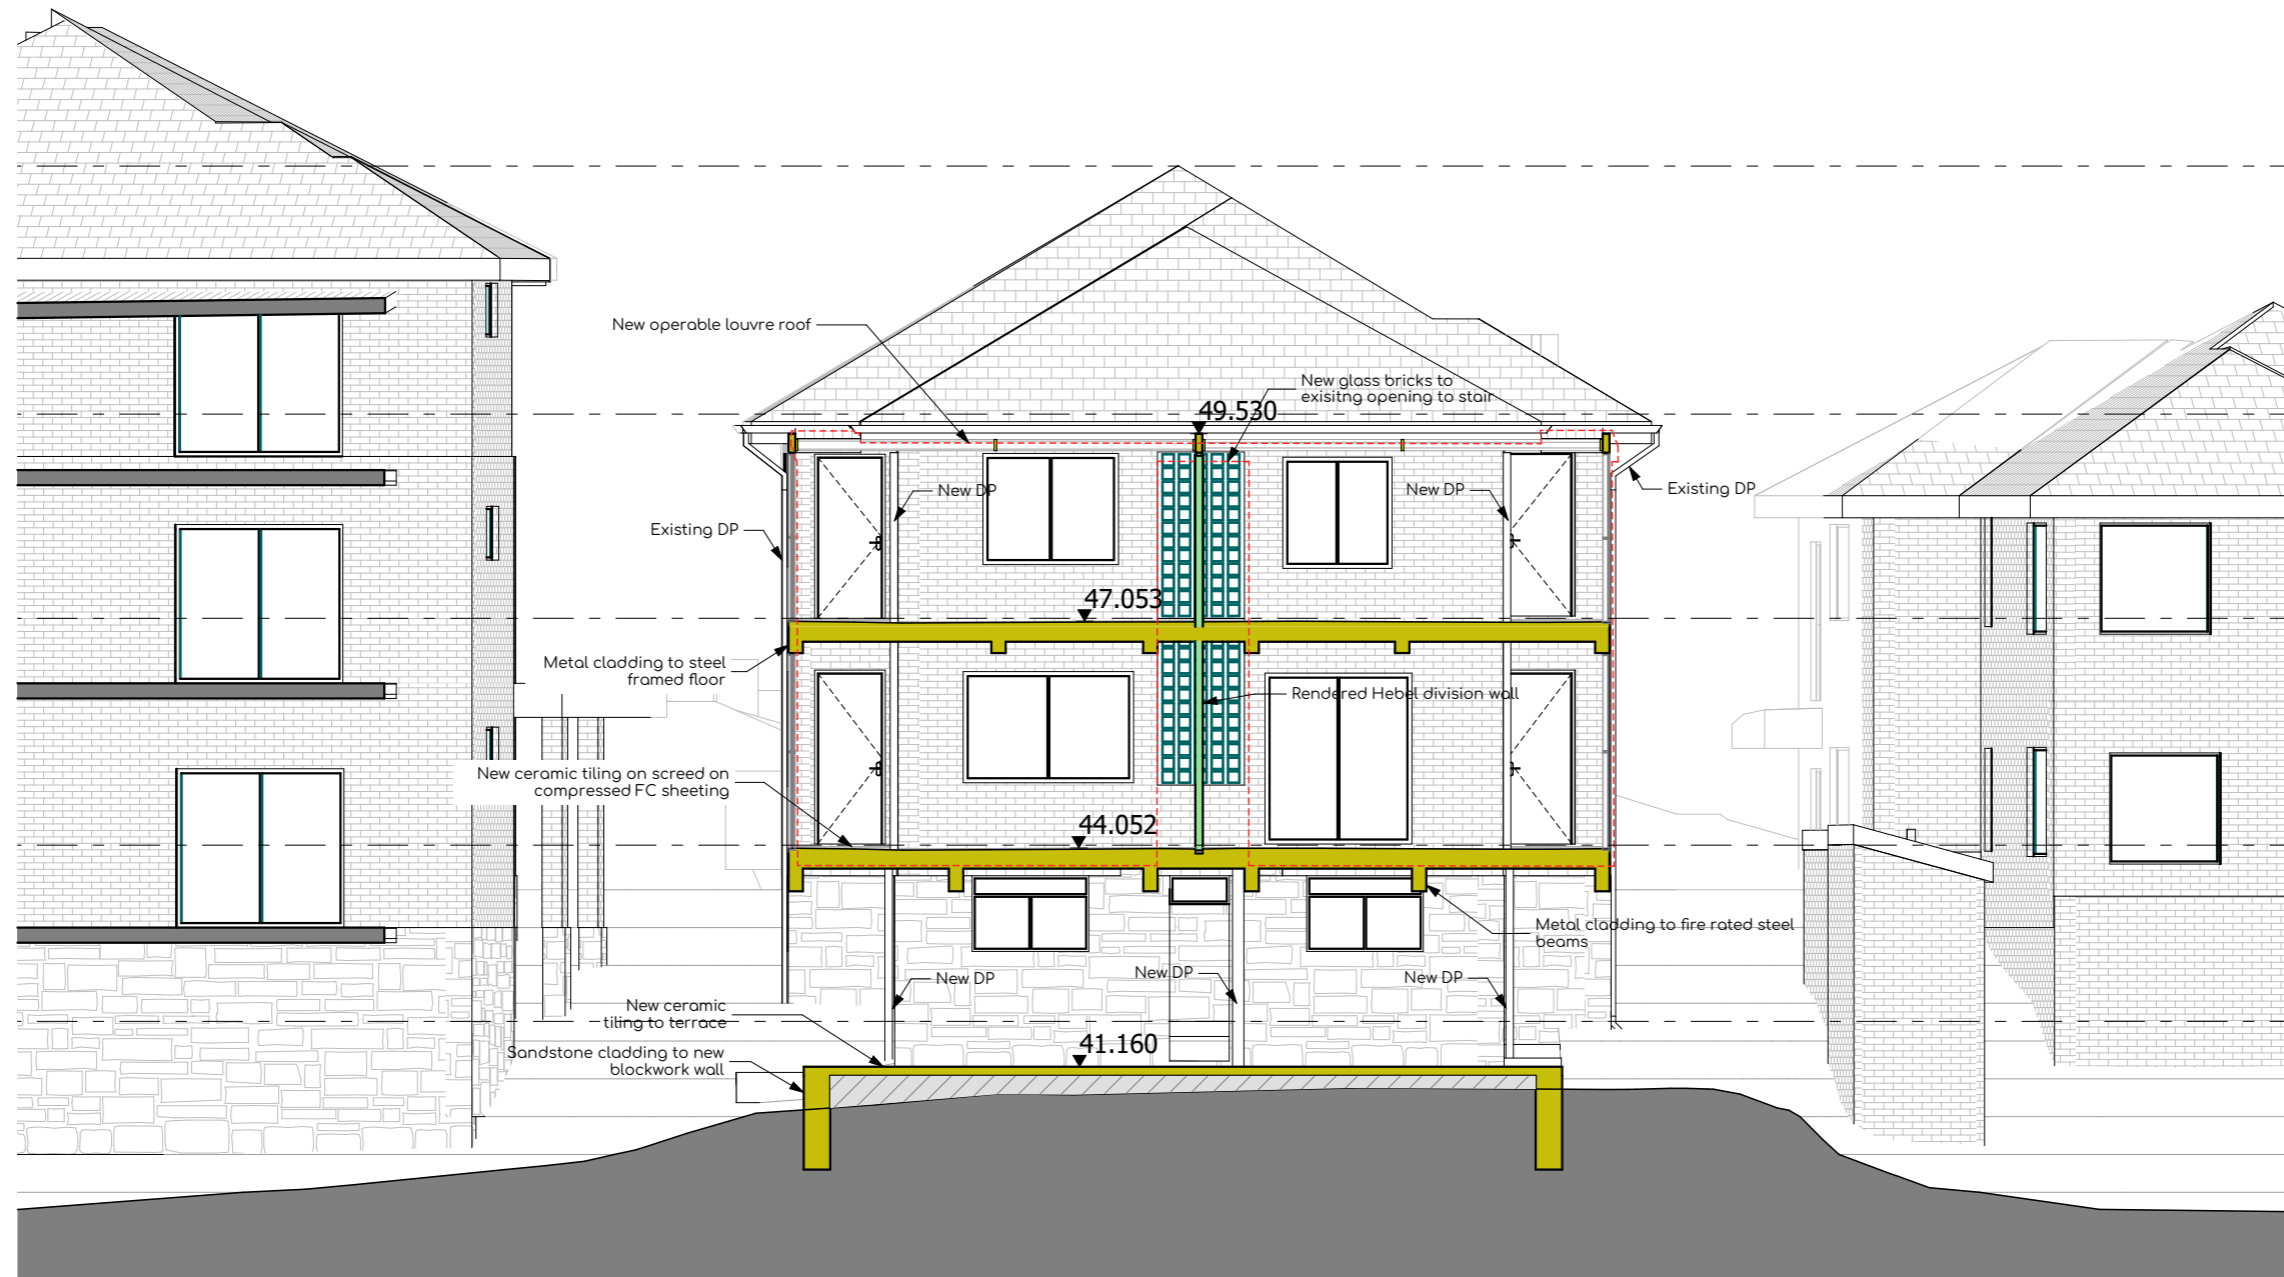 New operable louvre roof
New glass bricks to
exisitng opening to stair
49.530
New DP
New DP
Existing DP
Existing DP
47.053
Metal cladding to steel
framed floor
Rendered Hebel division wall
New ceramic tiling on screed on
compressed FC sheeting
44.052
Metal cladding to fire rated steel
beams
New DP
New DP
New DP
New ceramic
tiling to terrace
41.160
Sandstone cladding to new
blockwork wall